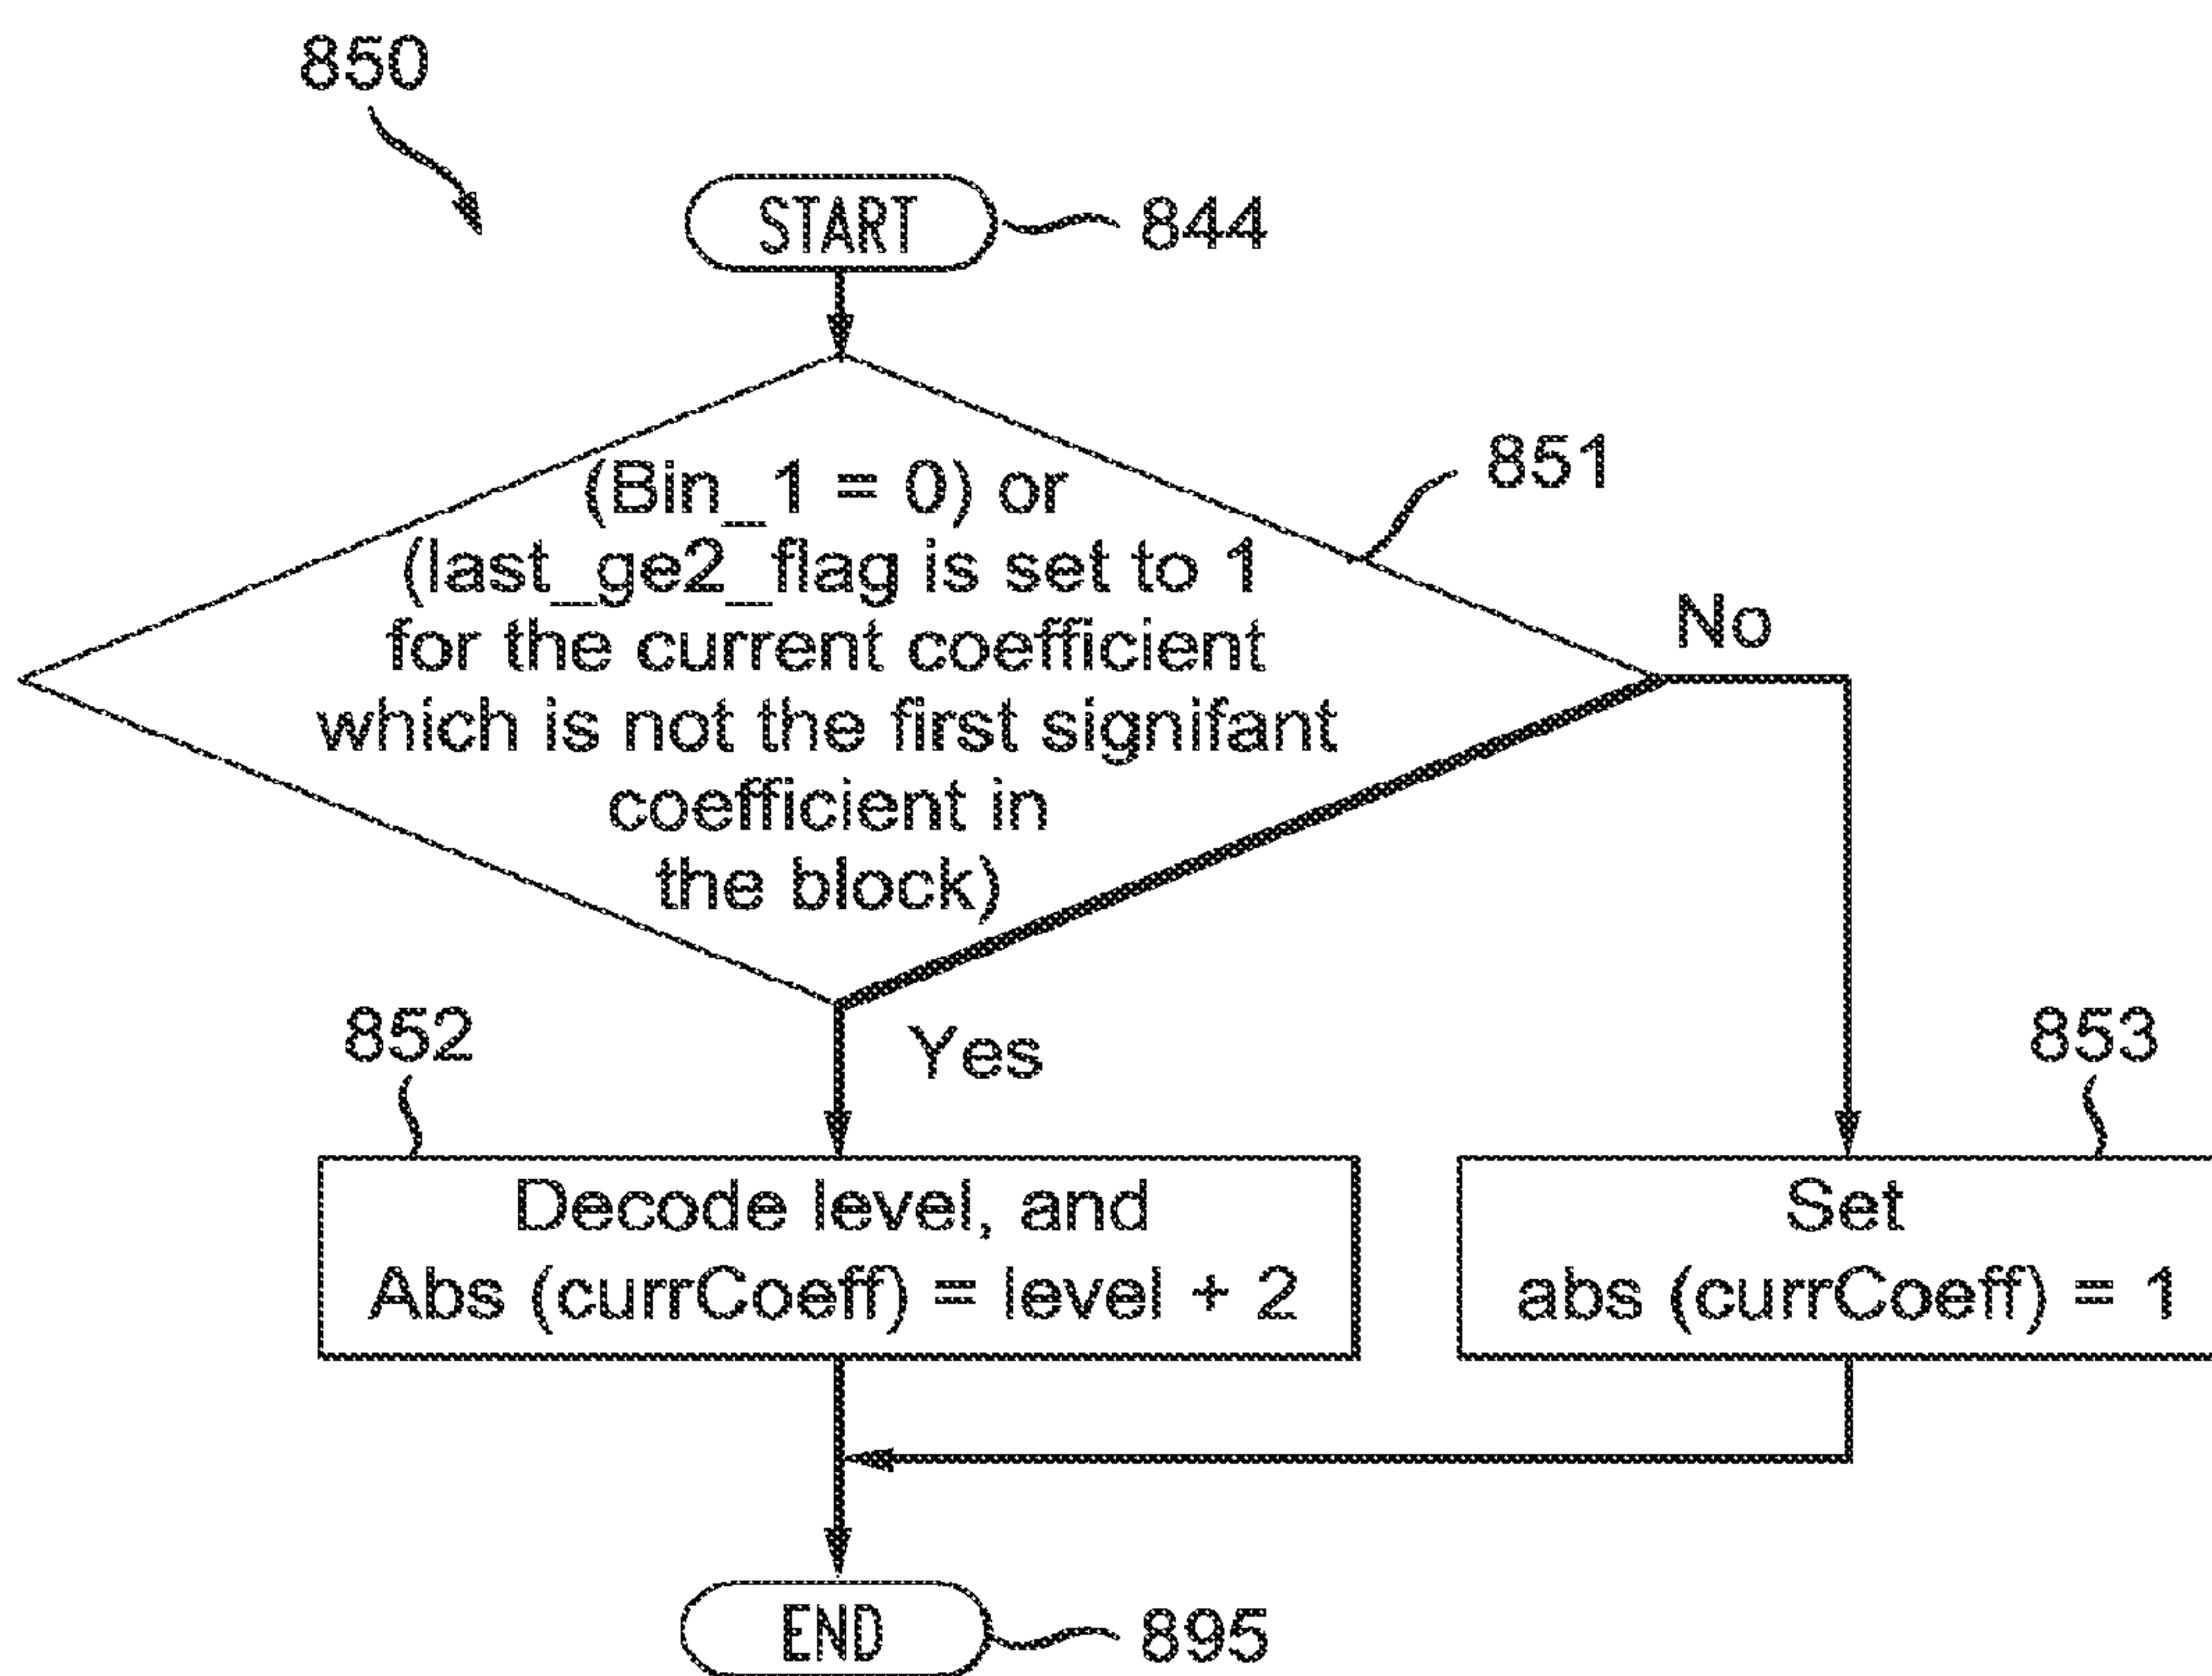 850
START
844
(Bin_1 = 0) or
(last_ge2_flag is set to 1
for the current coefficient
which is not the first signifant
coefficient in
the block)
851
No
Yes
852
Decode level, and
Abs (currCoeff) = level + 2
853
Set
abs (currCoeff) = 1
END
895